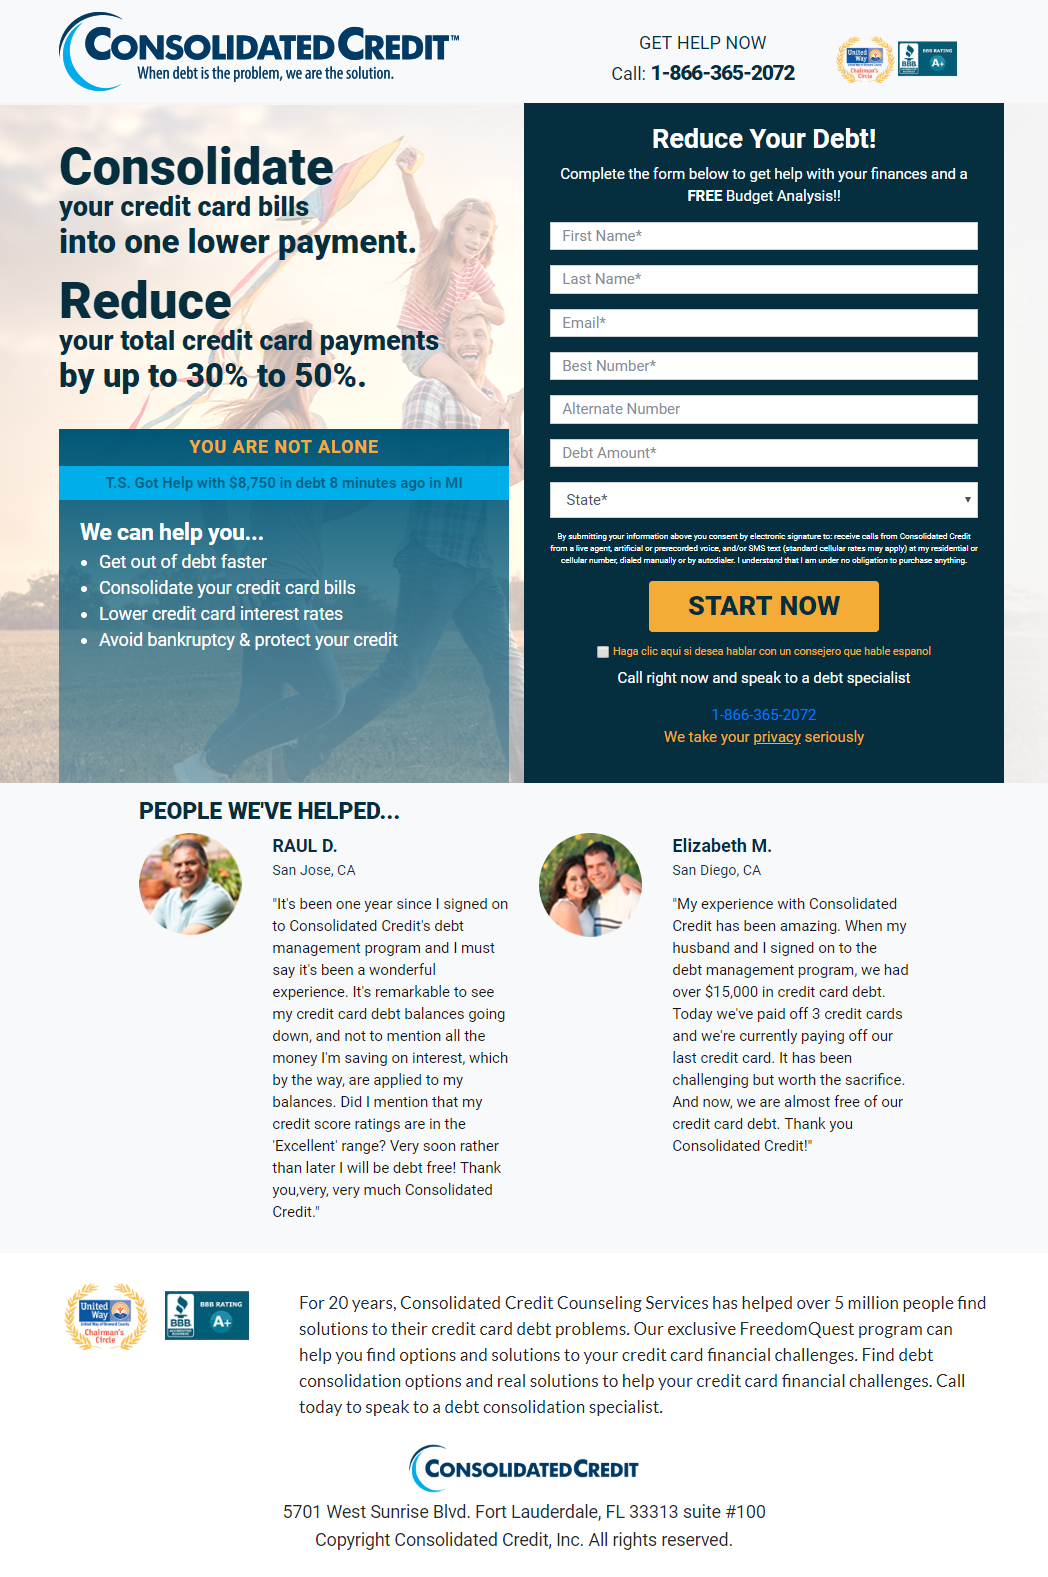 CONSOLIDATED CREDIT™
When debt is the problem, we are the solution.
GET HELP NOW
Call: 1-866-365-2072
United Way
Chairman's Circle
BBB
BBB RATING
A+
Consolidate
your credit card bills
into one lower payment.
Reduce
your total credit card payments
by up to 30% to 50%.
YOU ARE NOT ALONE
T.S. Got Help with $8,750 in debt 8 minutes ago in MI
We can help you...
• Get out of debt faster
• Consolidate your credit card bills
• Lower credit card interest rates
• Avoid bankruptcy & protect your credit
Reduce Your Debt!
Complete the form below to get help with your finances and a
FREE Budget Analysis!!
First Name*
Last Name*
Email*
Best Number*
Alternate Number
Debt Amount*
State*
By submitting your information above you consent by electronic signature to: receive calls from Consolidated Credit
from a live agent, artificial or prerecorded voice, and/or SMS text (standard cellular rates may apply) at my residential or
cellular number, dialed manually or by autodialer. I understand that I am under no obligation to purchase anything.
START NOW
Haga clic aqui si desea hablar con un consejero que hable espanol
Call right now and speak to a debt specialist
1-866-365-2072
We take your privacy seriously
PEOPLE WE'VE HELPED...
RAUL D.
San Jose, CA
"It's been one year since I signed on
to Consolidated Credit's debt
management program and I must
say it's been a wonderful
experience. It's remarkable to see
my credit card debt balances going
down, and not to mention all the
money I'm saving on interest, which
by the way, are applied to my
balances. Did I mention that my
credit score ratings are in the
'Excellent' range? Very soon rather
than later I will be debt free! Thank
you,very, very much Consolidated
Credit."
Elizabeth M.
San Diego, CA
"My experience with Consolidated
Credit has been amazing. When my
husband and I signed on to the
debt management program, we had
over $15,000 in credit card debt.
Today we've paid off 3 credit cards
and we're currently paying off our
last credit card. It has been
challenging but worth the sacrifice.
And now, we are almost free of our
credit card debt. Thank you
Consolidated Credit!"
United Way
United Way of Broward County
Chairman's Circle
BBB
ACCREDITED BUSINESS
BBB RATING
A+
For 20 years, Consolidated Credit Counseling Services has helped over 5 million people find
solutions to their credit card debt problems. Our exclusive FreedomQuest program can
help you find options and solutions to your credit card financial challenges. Find debt
consolidation options and real solutions to help your credit card financial challenges. Call
today to speak to a debt consolidation specialist.
CONSOLIDATED CREDIT
5701 West Sunrise Blvd. Fort Lauderdale, FL 33313 suite #100
Copyright Consolidated Credit, Inc. All rights reserved.